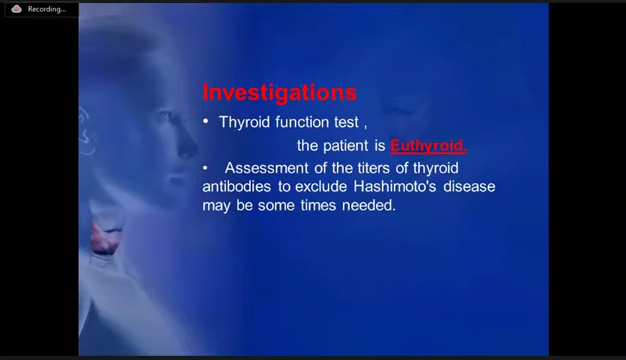 Recording...
Investigations
• Thyroid function test ,
the patient is Euthyroid.
• Assessment of the titers of thyroid
antibodies to exclude Hashimoto's disease
may be some times needed.